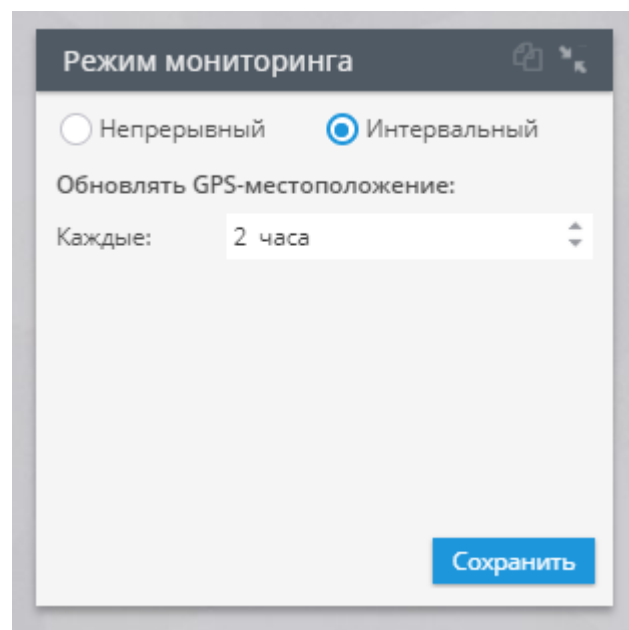 Режим мониторинга
Непрерывный Интервальный
Обновлять GPS-местоположение:
Каждые: 2 часа
Сохранить